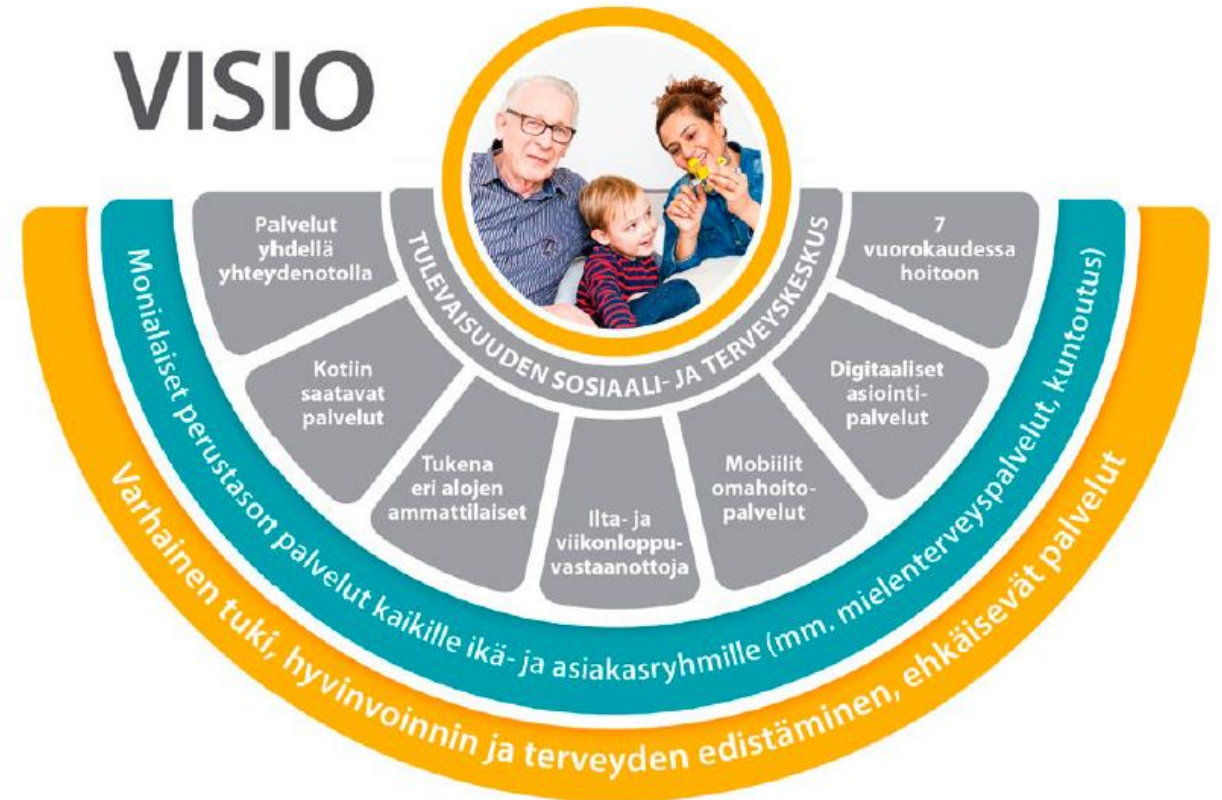 VISIO
TULEVAISUUDEN SOSIAALI- JA TERVEYSKESKUS
Palvelut
yhdellä
yhteydenotolla
Kotiin
saatavat
palvelut
Tukena
eri alojen
ammattilaiset
Ilta- ja
viikonloppu-
vastaanottoja
Mobiilit
omahoito-
palvelut
Digitaaliset
asiointi-
palvelut
7
vuorokaudessa
hoitoon
Monialaiset perustason palvelut kaikille ikä- ja asiakasryhmille (mm. mielenterveyspalvelut, kuntoutus)
Varhainen tuki, hyvinvoinnin ja terveyden edistäminen, ehkäisevät palvelut